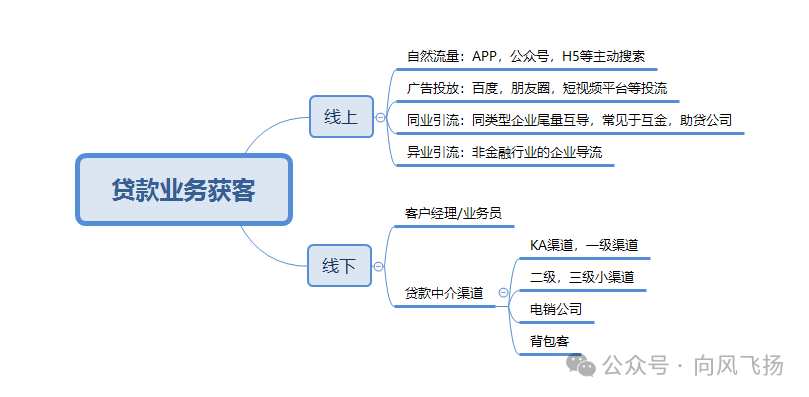 贷款业务获客
线上
自然流量：APP，公众号，H5等主动搜索
广告投放：百度，朋友圈，短视频平台等投流
同业引流：同类型企业尾量互导，常见于互金，助贷公司
异业引流：非金融行业的企业导流
线下
客户经理/业务员
贷款中介渠道
KA渠道，一级渠道
二级，三级小渠道
电销公司
背包客
公众号 · 向风飞扬